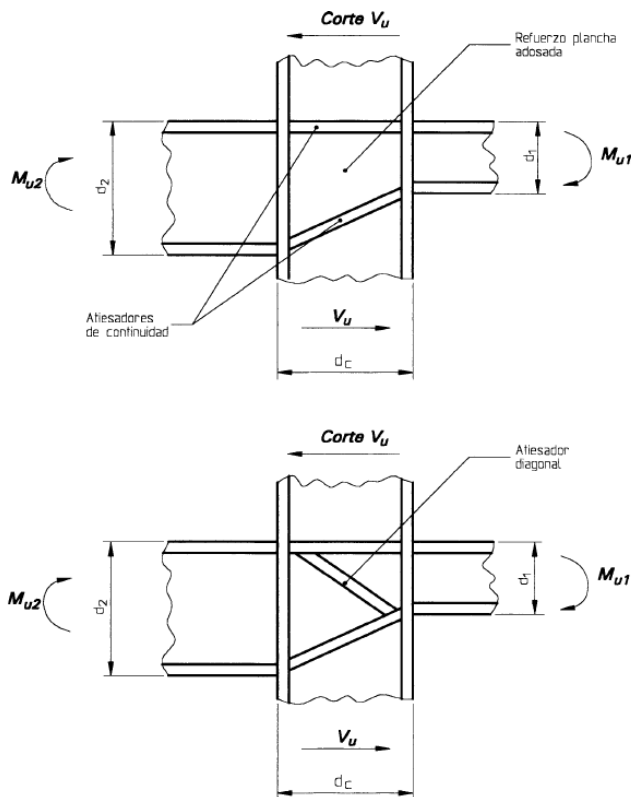 Corte Vu
Refuerzo plancha
adosada
Mu2
d2
d1
Mu1
Atiesadores
de continuidad
Vu
dc
Corte Vu
Atiesador
diagonal
Mu2
d2
d1
Mu1
Vu
dc